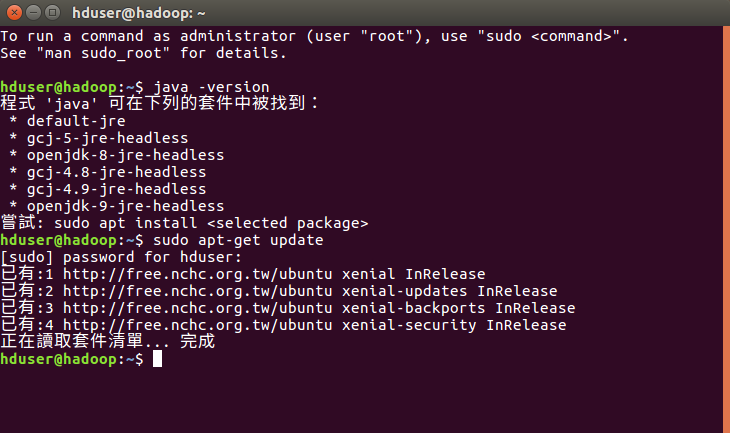 hduser@hadoop: ~
To run a command as administrator (user "root"), use "sudo <command>".
See "man sudo_root" for details.
hduser@hadoop:~$ java -version
程式 'java' 可在下列的套件中被找到：
 * default-jre
 * gcj-5-jre-headless
 * openjdk-8-jre-headless
 * gcj-4.8-jre-headless
 * gcj-4.9-jre-headless
 * openjdk-9-jre-headless
嘗試: sudo apt install <selected package>
hduser@hadoop:~$ sudo apt-get update
[sudo] password for hduser:
已有:1 http://free.nchc.org.tw/ubuntu xenial InRelease
已有:2 http://free.nchc.org.tw/ubuntu xenial-updates InRelease
已有:3 http://free.nchc.org.tw/ubuntu xenial-backports InRelease
已有:4 http://free.nchc.org.tw/ubuntu xenial-security InRelease
正在讀取套件清單... 完成
hduser@hadoop:~$